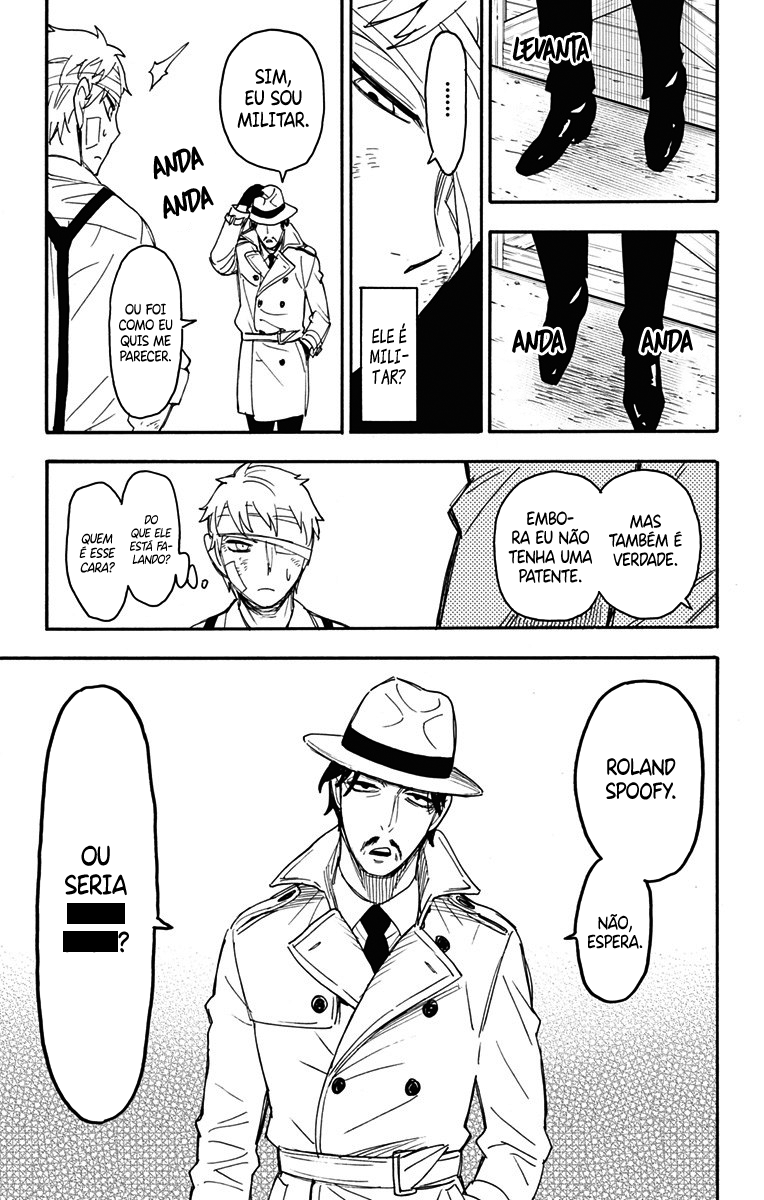 LEVANTA
ANDA
ANDA
.......
ELE É
MILI-
TAR?
SIM,
EU SOU
MILITAR.
ANDA
ANDA
OU FOI
COMO EU
QUIS ME
PARECER.
MAS
TAMBÉM É
VERDADE.
EMBO-
RA EU NÃO
TENHA UMA
PATENTE.
DO
QUE ELE
ESTÁ FA-
LANDO?
QUEM
É ESSE
CARA?
ROLAND
SPOOFY.
NÃO,
ESPERA.
OU
SERIA
?